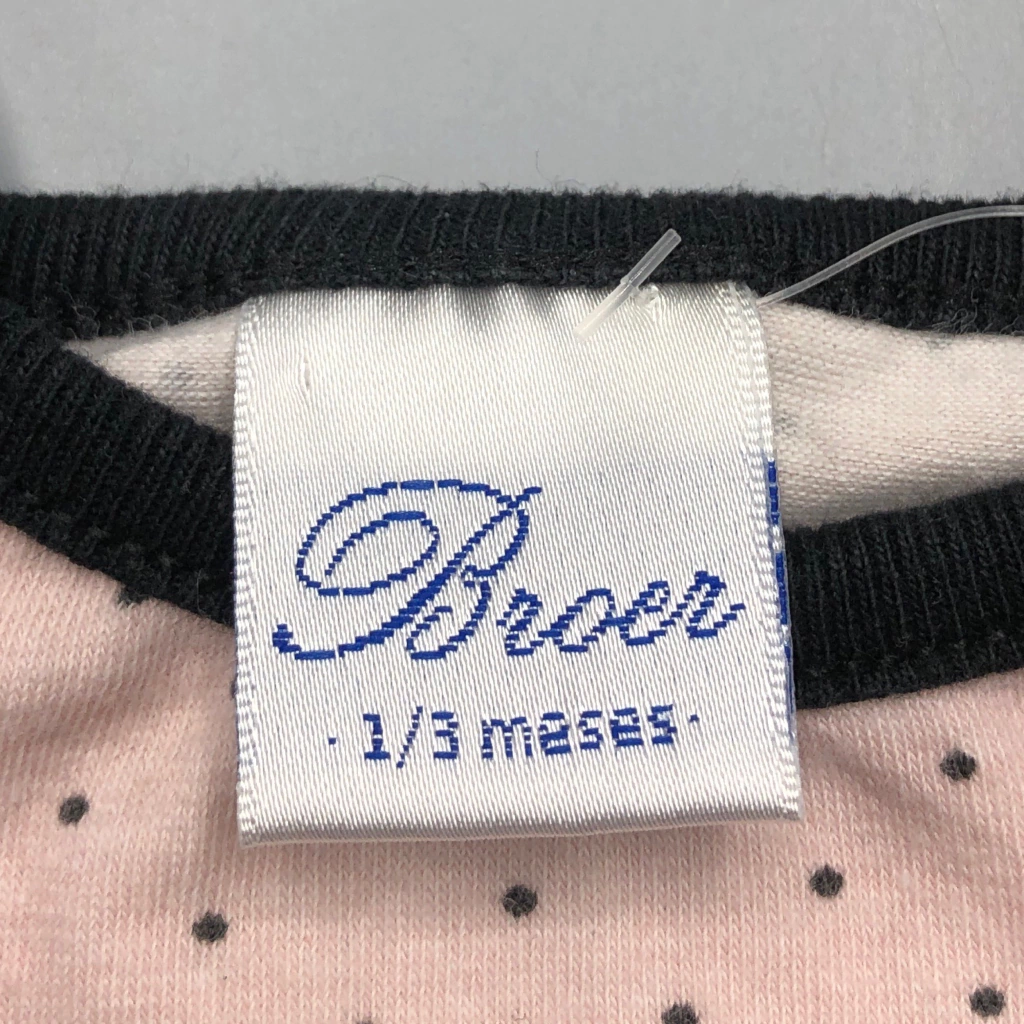 Broer
· 1/3 meses ·